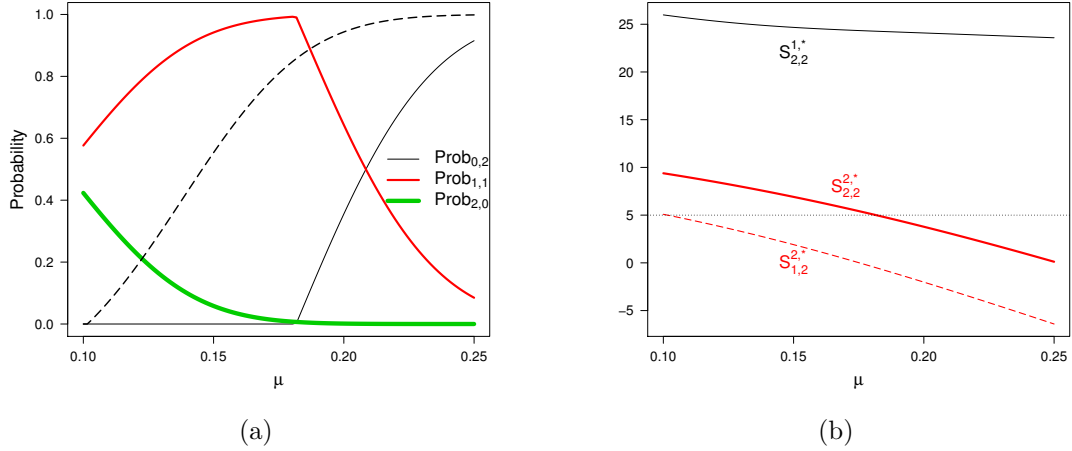 1.0
0.8
0.6
0.4
0.2
0.0
Probability
0.10 0.15 0.20 0.25
μ
Prob0,2
Prob1,1
Prob2,0
(a)
25
20
15
10
5
0
−5
0.10 0.15 0.20 0.25
μ
S2,2 1,*
S2,2 2,*
S1,2 2,*
(b)